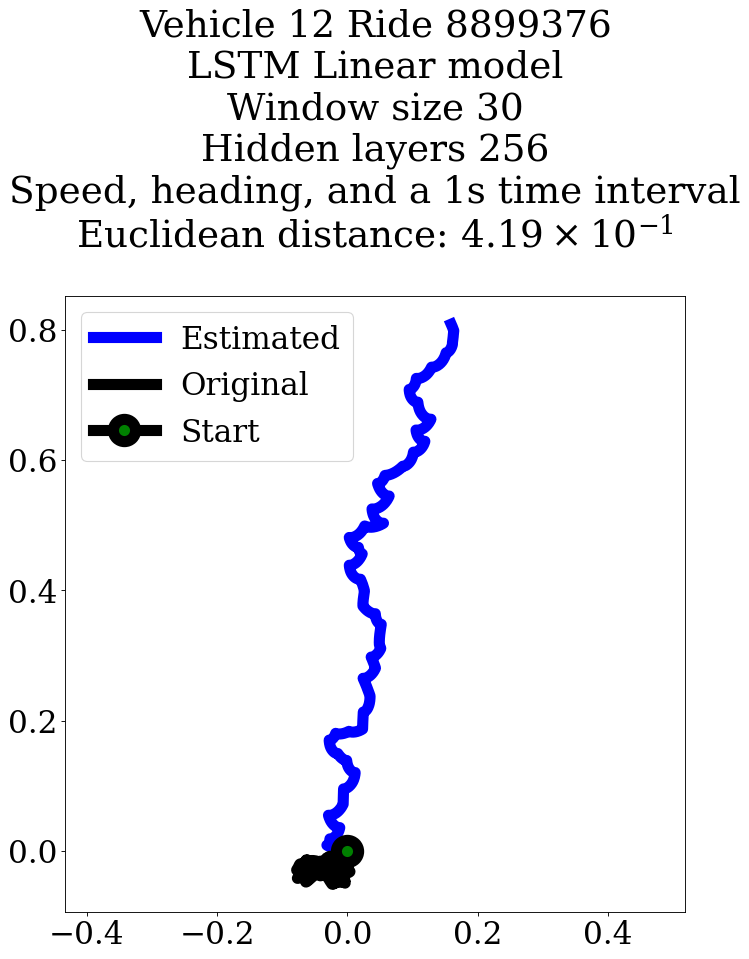 Vehicle 12 Ride 8899376
LSTM Linear model
Window size 30
Hidden layers 256
Speed, heading, and a 1s time interval
Euclidean distance: 4.19 × 10⁻¹
Estimated
Original
Start
0.8
0.6
0.4
0.2
0.0
−0.4 −0.2 0.0 0.2 0.4